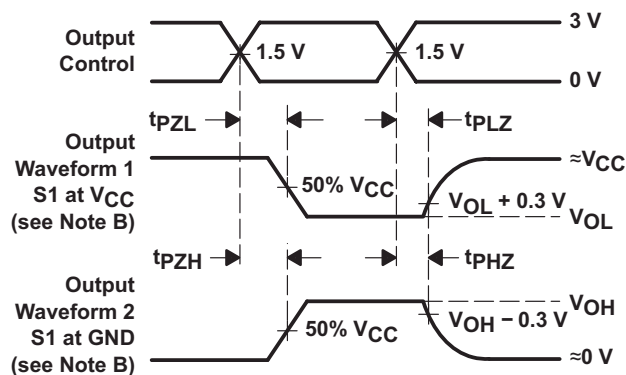 Output
Control
1.5 V
1.5 V
3 V
0 V
tPZL
tPLZ
Output
Waveform 1
S1 at VCC
(see Note B)
50% VCC
≈VCC
VOL + 0.3 V
VOL
tPZH
tPHZ
Output
Waveform 2
S1 at GND
(see Note B)
50% VCC
VOH
VOH − 0.3 V
≈0 V